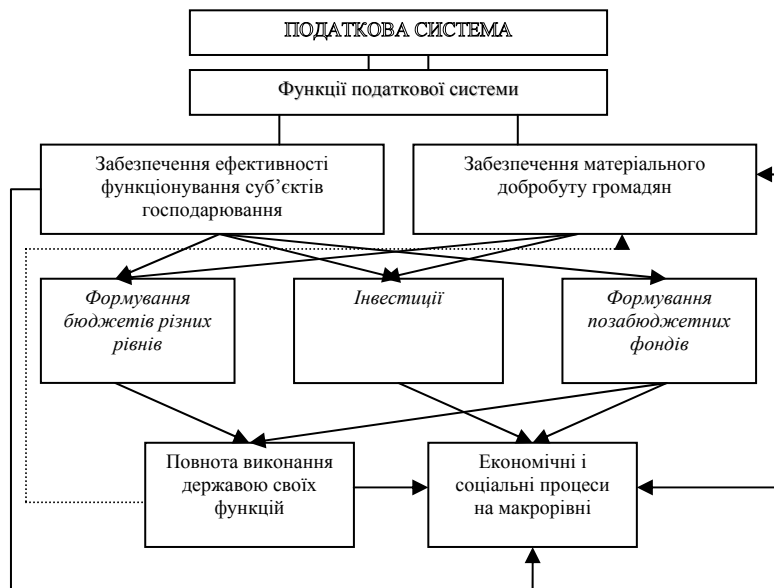 ПОДАТКОВА СИСТЕМА
Функції податкової системи
Забезпечення ефективності
функціонування суб’єктів
господарювання
Забезпечення матеріального
добробуту громадян
Формування
бюджетів різних
рівнів
Інвестиції
Формування
позабюджетних
фондів
Повнота виконання
державою своїх
функцій
Економічні і
соціальні процеси
на макрорівні